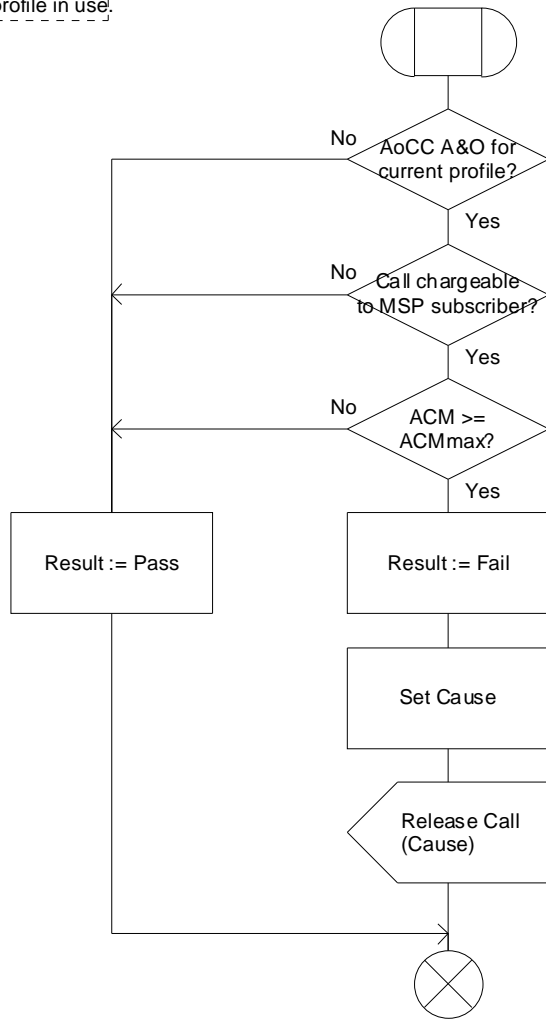 profile in use.
No
AoCC A&O for
current profile?
Yes
No
Call chargeable
to MSP subscriber?
Yes
No
ACM >=
ACMmax?
Yes
Result := Pass
Result := Fail
Set Cause
Release Call
(Cause)